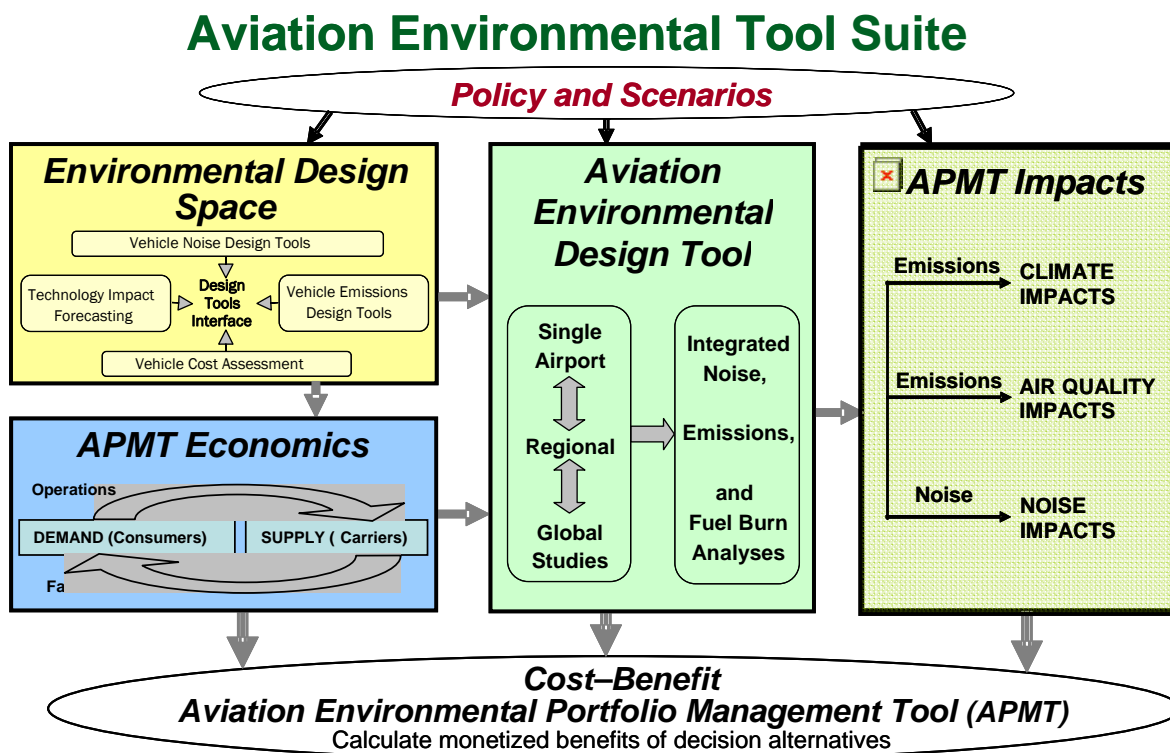 Aviation Environmental Tool Suite
Policy and Scenarios
Environmental Design
Space
Vehicle Noise Design Tools
Technology Impact
Forecasting
Design
Tools
Interface
Vehicle Emissions
Design Tools
Vehicle Cost Assessment
APMT Economics
Operations
DEMAND (Consumers)
SUPPLY ( Carriers)
Aviation
Environmental
Design Tool
Single
Airport
Regional
Global
Studies
Integrated
Noise,
Emissions,
and
Fuel Burn
Analyses
APMT Impacts
Emissions
CLIMATE
IMPACTS
Emissions
AIR QUALITY
IMPACTS
Noise
NOISE
IMPACTS
Cost–Benefit
Aviation Environmental Portfolio Management Tool (APMT)
Calculate monetized benefits of decision alternatives